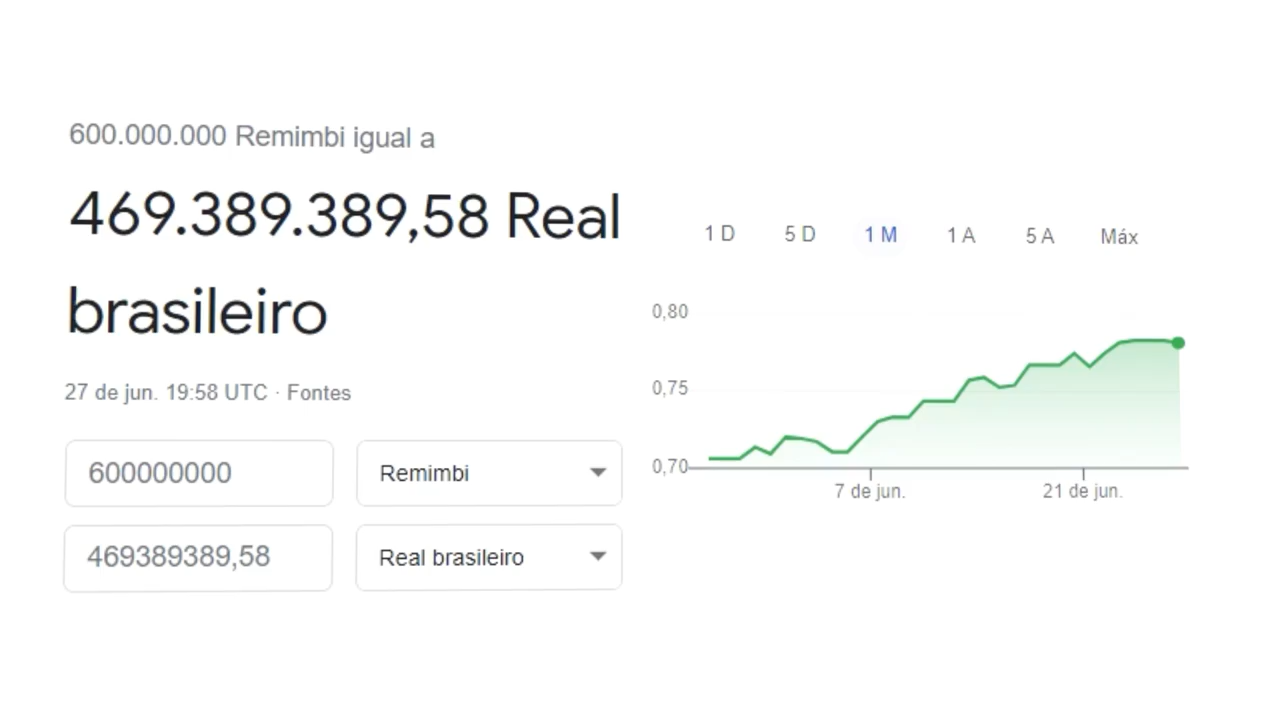 600.000.000 Remimbi igual a
469.389.389,58 Real
brasileiro
27 de jun. 19:58 UTC · Fontes
600000000
Remimbi
469389389,58
Real brasileiro
1 D 5 D 1 M 1 A 5 A Máx
0,80
0,75
0,70
7 de jun. 21 de jun.